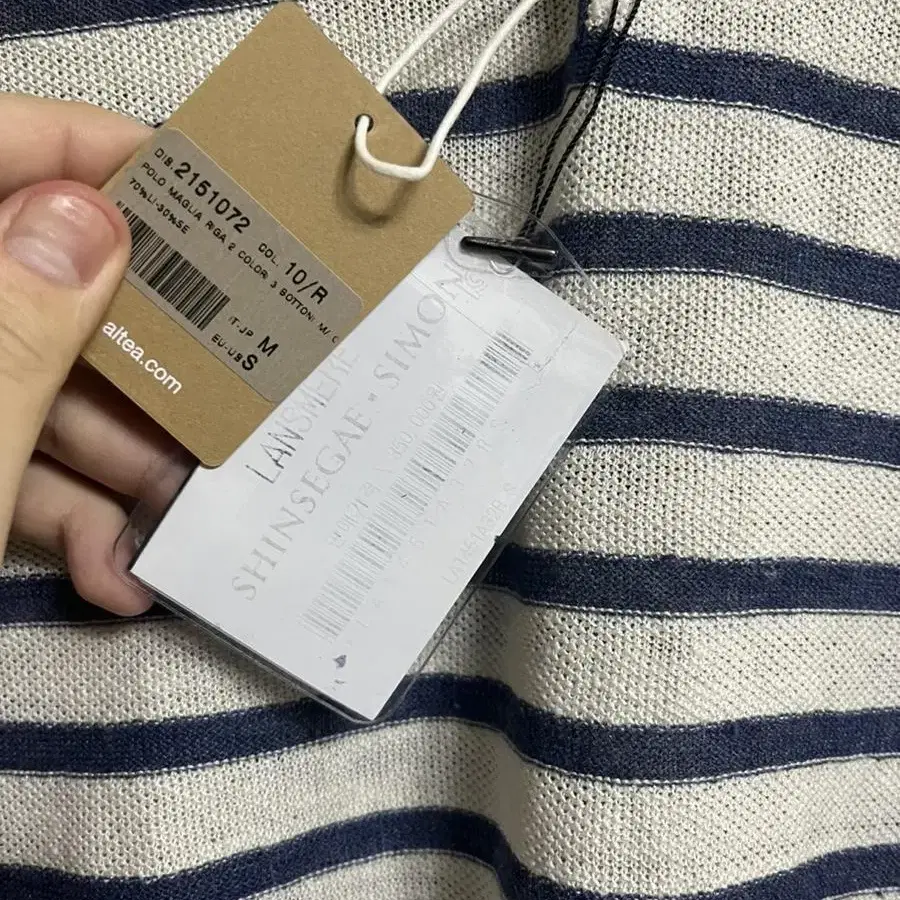 DIS. 2151072 COL. 10/R
POLO MAGLIA RGA 2 COLOR 3 BOTTONI M/
70%LI-30%SE
IT-JP M
EU-US S
altea.com
LANSMERE
SHINSEGAE · SIMON